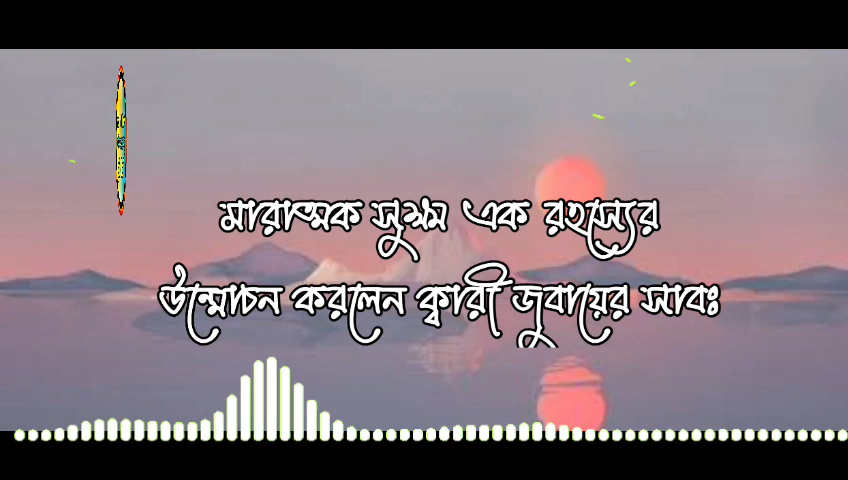 মারাত্মক সুক্ষ্ম এক রহস্যের
উন্মোচন করলেন ক্বারী জুবায়ের সাবঃ